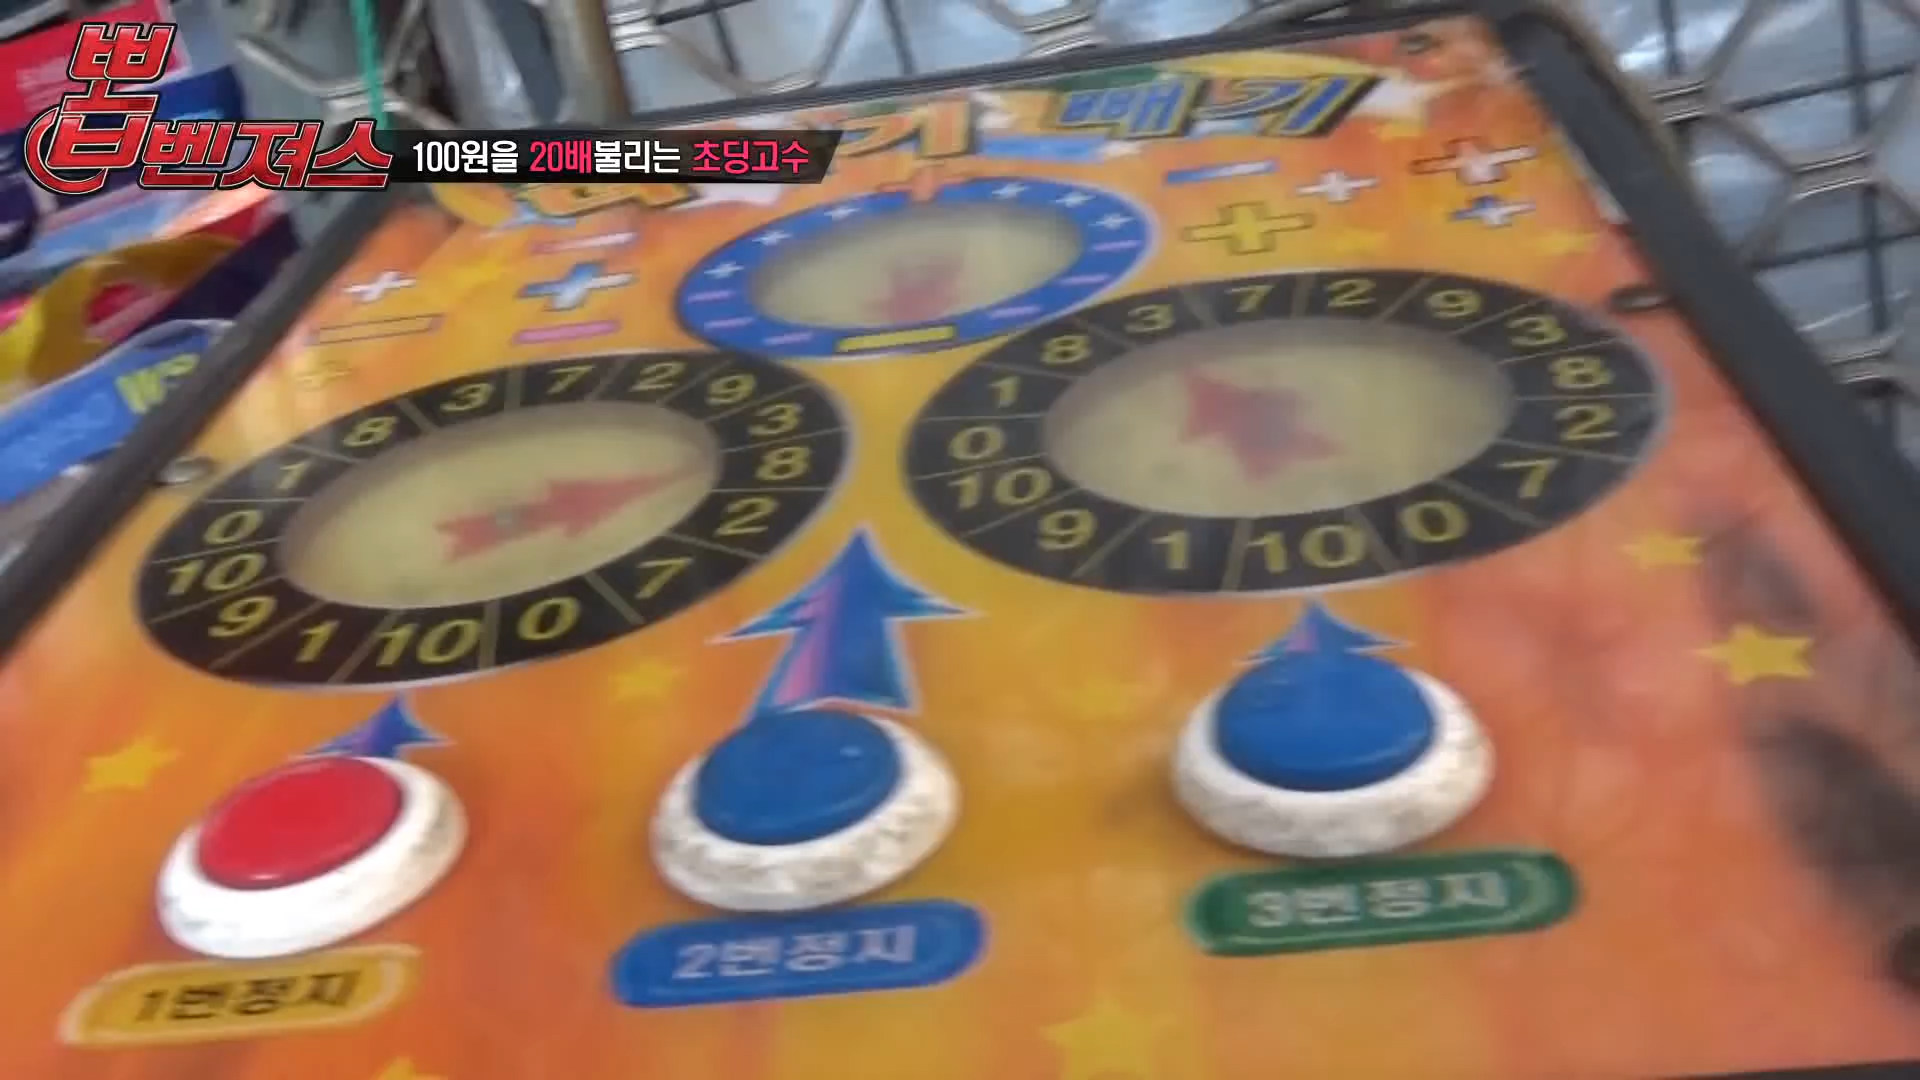 뽑벤져스
100원을 20배불리는 초딩고수
기 빼기
8 3 7 2 9 3 8 2 7 0 10 1 9 10 0 1
8 3 7 2 9 3 8 2 7 0 10 1 9 10 0 1
1번정지
2번정지
3번정지